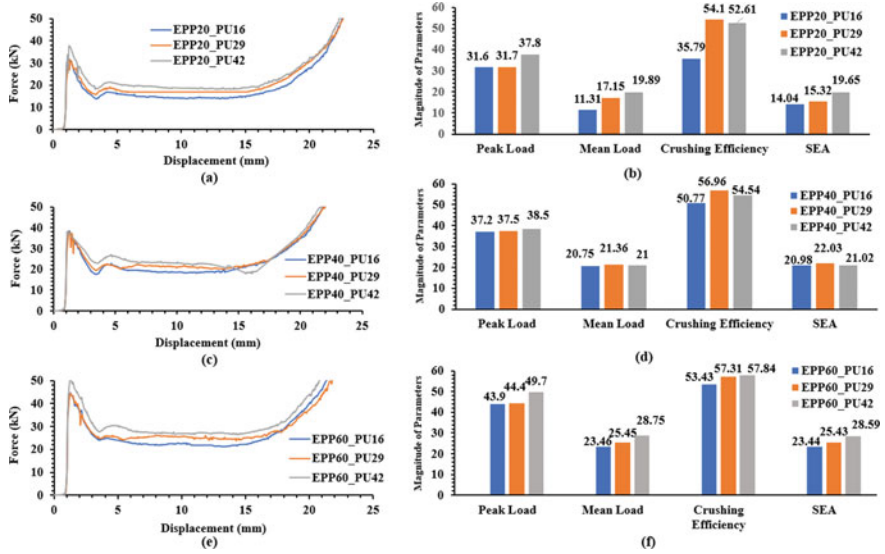 50
40
30
20
10
0
Force (kN)
0 5 10 15 20 25
Displacement (mm)
EPP20_PU16
EPP20_PU29
EPP20_PU42
(a)
60
50
40
30
20
10
0
Magnitude of Parameters
31.6 31.7 37.8
11.31 17.15 19.89
35.79 54.1 52.61
14.04 15.32 19.65
Peak Load Mean Load Crushing Efficiency SEA
EPP20_PU16
EPP20_PU29
EPP20_PU42
(b)
50
40
30
20
10
0
Force (kN)
0 5 10 15 20 25
Displacement (mm)
EPP40_PU16
EPP40_PU29
EPP40_PU42
(c)
60
50
40
30
20
10
0
Magnitude of Parameters
37.2 37.5 38.5
20.75 21.36 21
50.77 56.96 54.54
20.98 22.03 21.02
Peak Load Mean Load Crushing Efficiency SEA
EPP40_PU16
EPP40_PU29
EPP40_PU42
(d)
50
40
30
20
10
0
Force (kN)
0 5 10 15 20 25
Displacement (mm)
EPP60_PU16
EPP60_PU29
EPP60_PU42
(e)
60
50
40
30
20
10
0
Magnitude of Parameters
43.9 44.4 49.7
23.46 25.45 28.75
53.43 57.31 57.84
23.44 25.43 28.59
Peak Load Mean Load Crushing SEA
Efficiency
EPP60_PU16
EPP60_PU29
EPP60_PU42
(f)